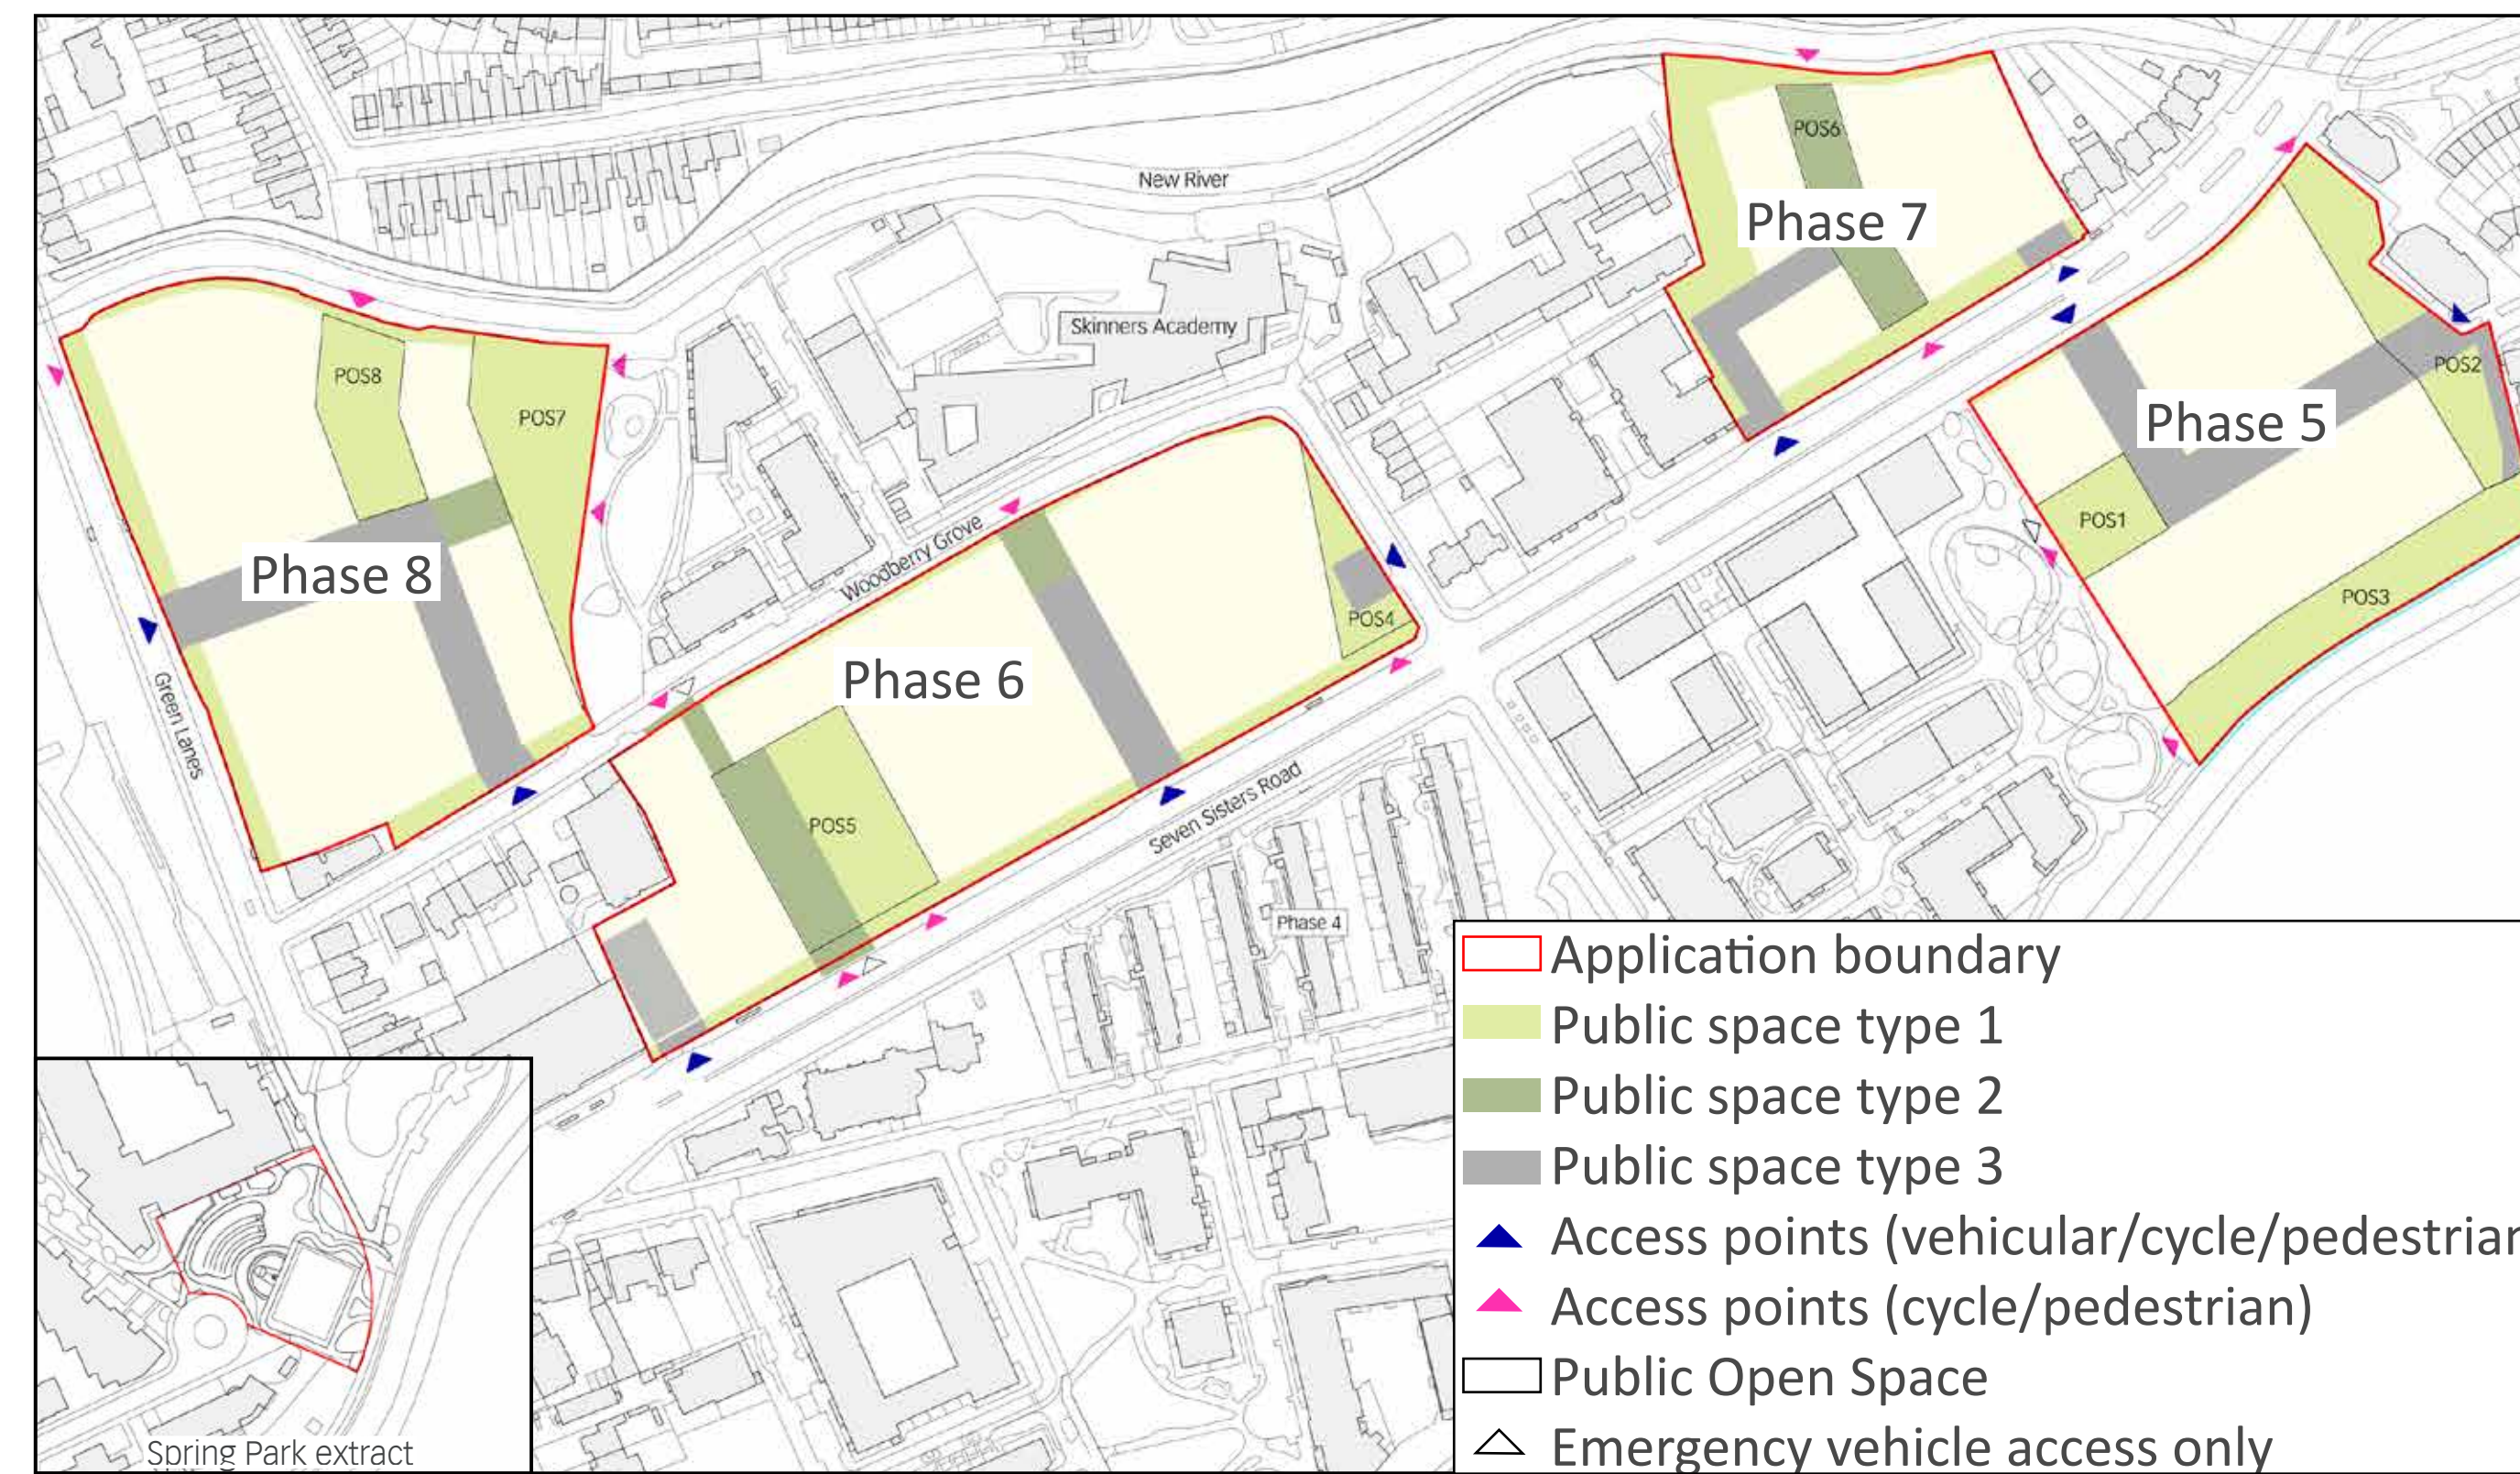 New River
POS6
Phase 7
Skinners Academy
POS8
POS7
POS2
Phase 5
POS1
Phase 8
Woodberry Grove
POS3
POS4
Phase 6
Green Lanes
POS5
Seven Sisters Road
Phase 4
Application boundary
Public space type 1
Public space type 2
Public space type 3
Access points (vehicular/cycle/pedestrian
Access points (cycle/pedestrian)
Public Open Space
Emergency vehicle access only
Spring Park extract